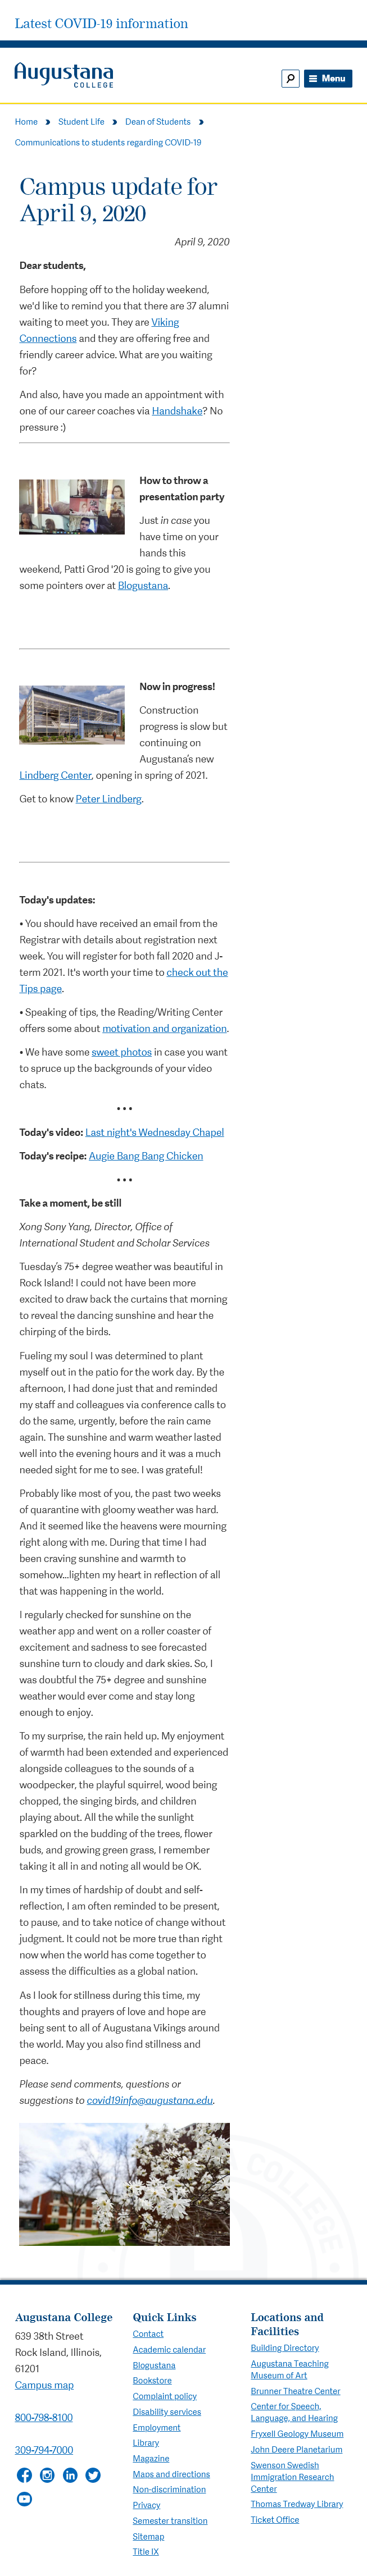 Latest COVID-19 information
Augustana
COLLEGE
Menu
Home
Student Life
Dean of Students
Communications to students regarding COVID-19
Campus update for
April 9, 2020
April 9, 2020
Dear students,
Before hopping off to the holiday weekend,
we'd like to remind you that there are 37 alumni
waiting to meet you. They are Viking
Connections and they are offering free and
friendly career advice. What are you waiting
for?
And also, have you made an appointment with
one of our career coaches via Handshake? No
pressure :)
How to throw a
presentation party
Just in case you
have time on your
hands this
weekend, Patti Grod '20 is going to give you
some pointers over at Blogustana.
Now in progress!
Construction
progress is slow but
continuing on
Augustana's new
Lindberg Center, opening in spring of 2021.
Get to know Peter Lindberg.
Today's updates:
• You should have received an email from the
Registrar with details about registration next
week. You will register for both fall 2020 and J-
term 2021. It's worth your time to check out the
Tips page.
• Speaking of tips, the Reading/Writing Center
offers some about motivation and organization.
• We have some sweet photos in case you want
to spruce up the backgrounds of your video
chats.
• • •
Today's video: Last night's Wednesday Chapel
Today's recipe: Augie Bang Bang Chicken
• • •
Take a moment, be still
Xong Sony Yang, Director, Office of
International Student and Scholar Services
Tuesday's 75+ degree weather was beautiful in
Rock Island! I could not have been more
excited to draw back the curtains that morning
to reveal the dancing sunshine and hear the
chirping of the birds.
Fueling my soul I was determined to plant
myself out in the patio for the work day. By the
afternoon, I had done just that and reminded
my staff and colleagues via conference calls to
do the same, urgently, before the rain came
again. The sunshine and warm weather lasted
well into the evening hours and it was a much
needed sight for me to see. I was grateful!
Probably like most of you, the past two weeks
of quarantine with gloomy weather was hard.
And it seemed like the heavens were mourning
right along with me. During that time I had
been craving sunshine and warmth to
somehow...lighten my heart in reflection of all
that was happening in the world.
I regularly checked for sunshine on the
weather app and went on a roller coaster of
excitement and sadness to see forecasted
sunshine turn to cloudy and dark skies. So, I
was doubtful the 75+ degree and sunshine
weather would ever come and stay long
enough to enjoy.
To my surprise, the rain held up. My enjoyment
of warmth had been extended and experienced
alongside colleagues to the sounds of a
woodpecker, the playful squirrel, wood being
chopped, the singing birds, and children
playing about. All the while the sunlight
sparkled on the budding of the trees, flower
buds, and growing green grass, I remember
taking it all in and nothing all would be OK.
In my times of hardship of doubt and self-
reflection, I am often reminded to be present,
to pause, and to take notice of change without
judgment. It could not be more true than right
now when the world has come together to
assess the difficulties as a global nation.
As I look for stillness during this time, my
thoughts and prayers of love and hope are
being sent to all of Augustana Vikings around
the world. May you also find stillness and
peace.
Please send comments, questions or
suggestions to covid19info@augustana.edu.
Augustana College
639 38th Street
Rock Island, Illinois,
61201
Campus map
800-798-8100
309-794-7000
Quick Links
Contact
Academic calendar
Blogustana
Bookstore
Complaint policy
Disability services
Employment
Library
Magazine
Maps and directions
Non-discrimination
Privacy
Semester transition
Sitemap
Title IX
Locations and
Facilities
Building Directory
Augustana Teaching
Museum of Art
Brunner Theatre Center
Center for Speech,
Language, and Hearing
Fryxell Geology Museum
John Deere Planetarium
Swenson Swedish
Immigration Research
Center
Thomas Tredway Library
Ticket Office